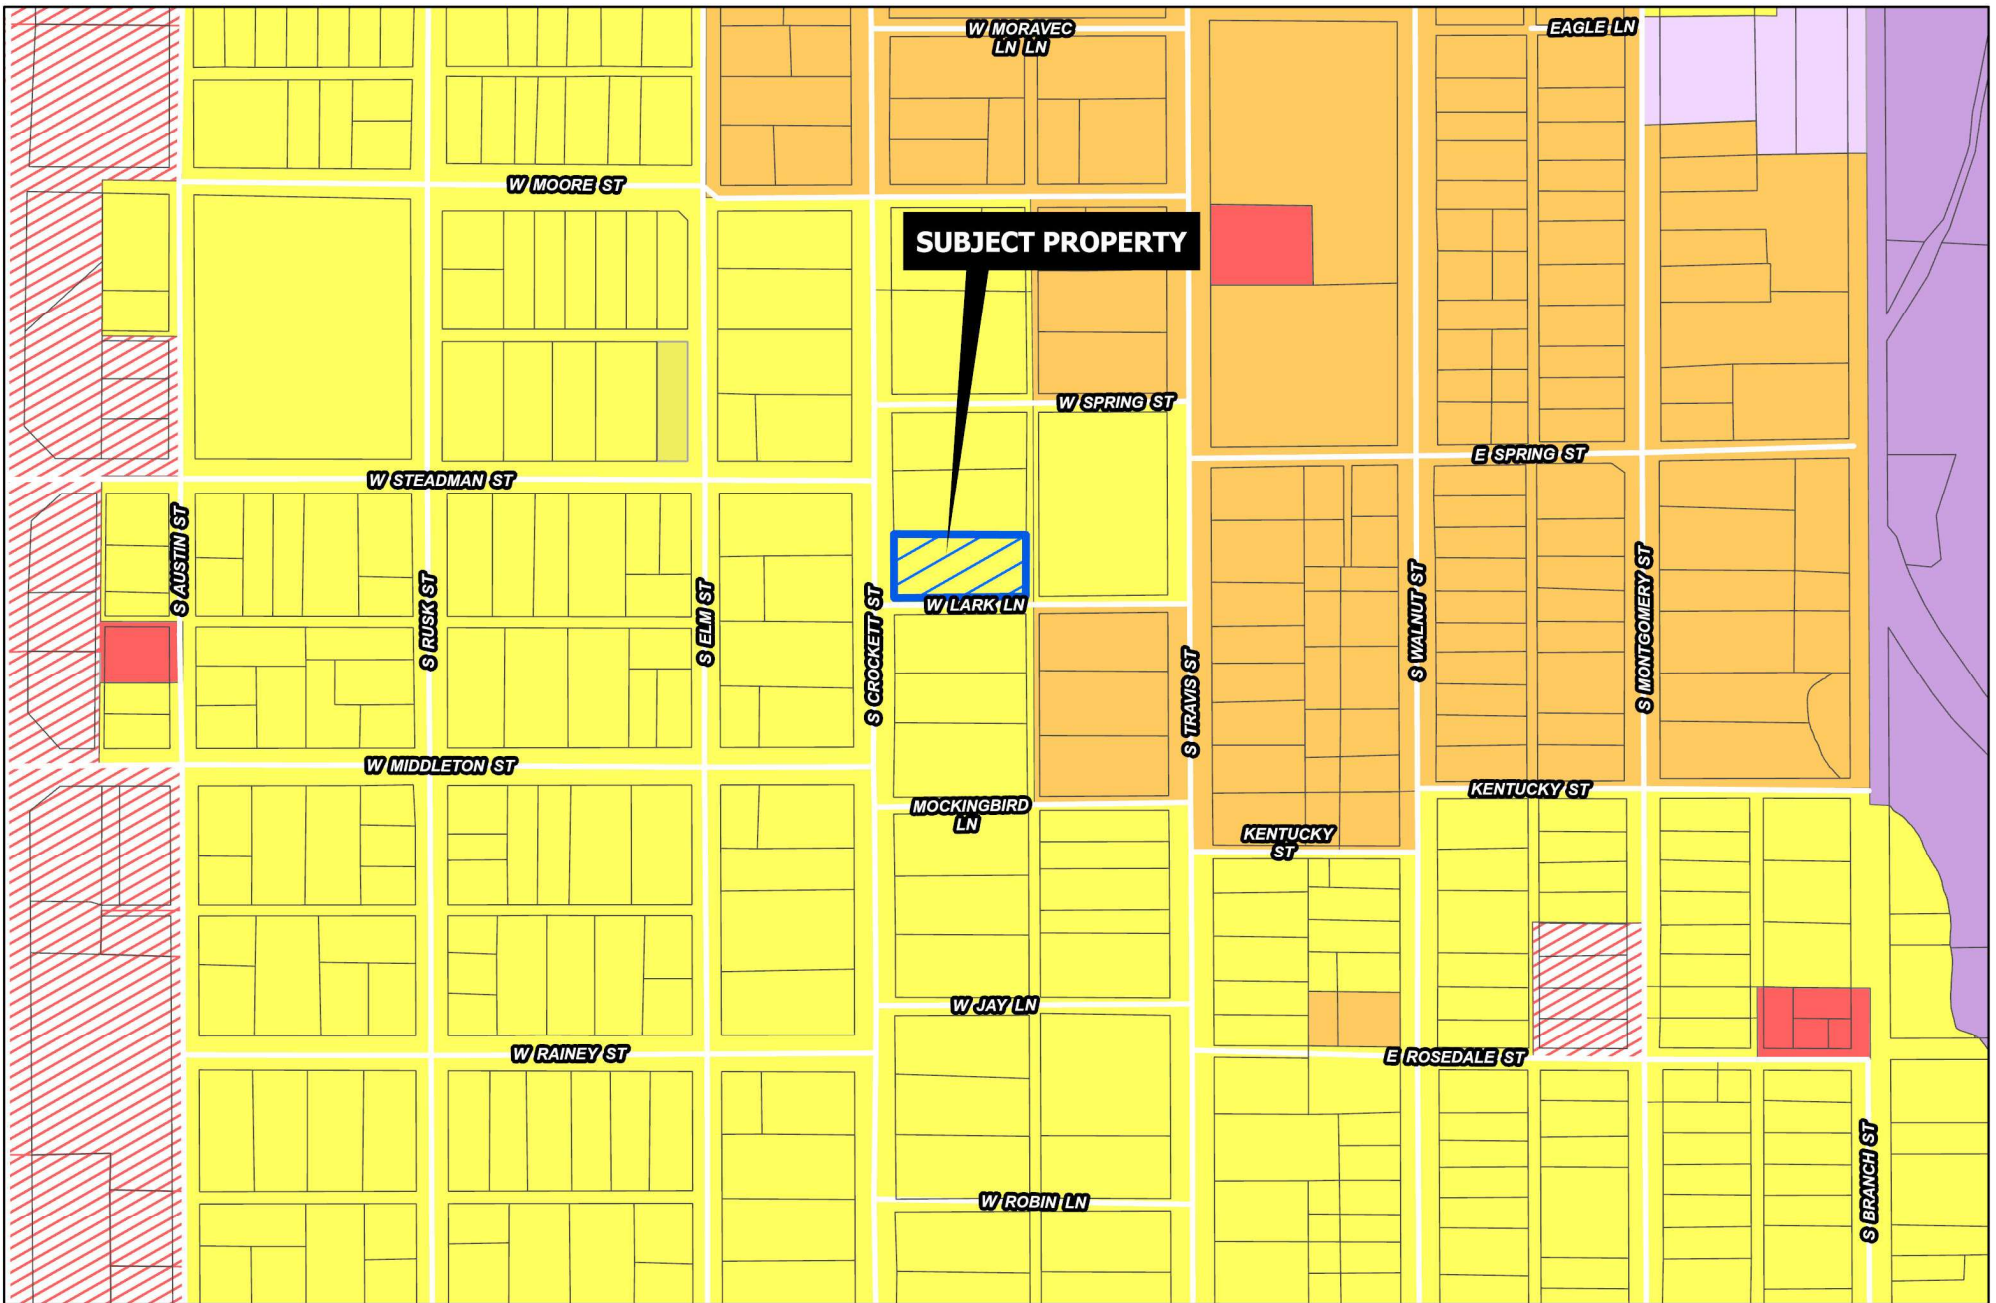 W MORAVEC
LN LN
EAGLE LN
W MOORE ST
SUBJECT PROPERTY
W SPRING ST
E SPRING ST
W STEADMAN ST
S AUSTIN ST
S RUSK ST
S ELM ST
S CROCKETT ST
W LARK LN
S TRAVIS ST
S WALNUT ST
S MONTGOMERY ST
W MIDDLETON ST
KENTUCKY ST
MOCKINGBIRD
LN
KENTUCKY
ST
W JAY LN
W RAINEY ST
E ROSEDALE ST
S BRANCH ST
W ROBIN LN